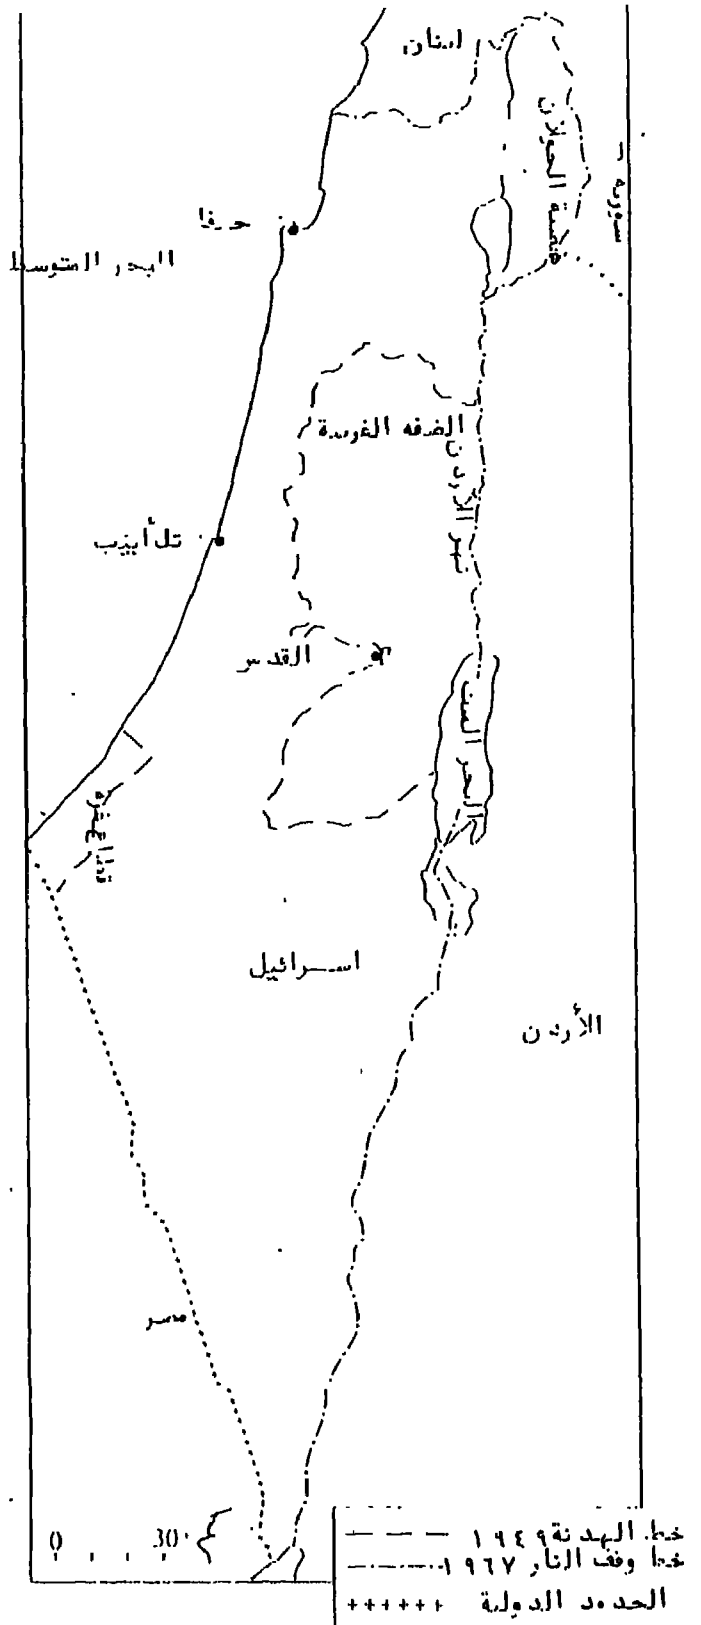 لبنان
هضبة الجولان
سورية
حيفا
البحر المتوسط
الضفة الغربية
نهر الأردن
تل أبيب
القدس
البحر الميت
قطاع غزة
اسرائيل
الأردن
مصر
0 30
خط الهدنة ١٩٤٩
خط وقف النار ١٩٦٧
الحدود الدولية